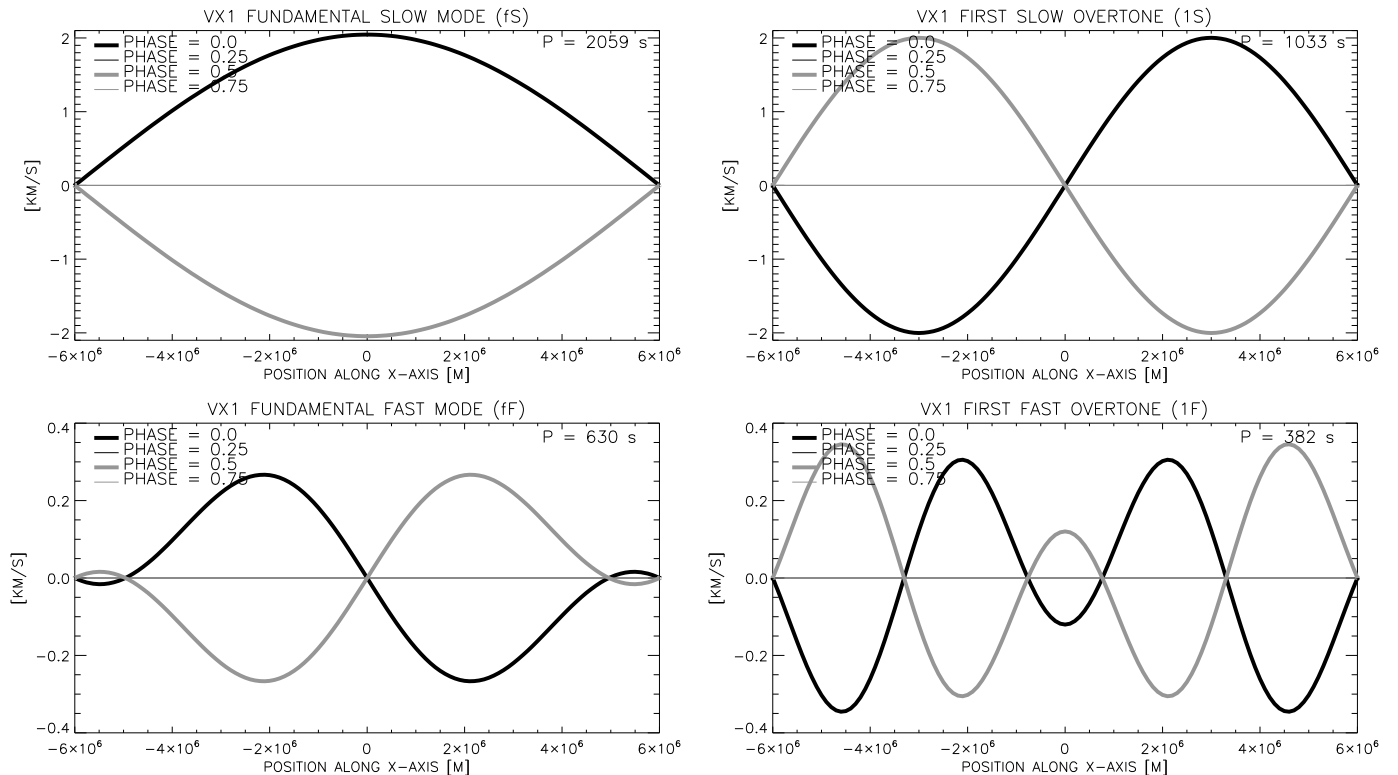 VX1 FUNDAMENTAL SLOW MODE (fS)
PHASE = 0.0
PHASE = 0.25
PHASE = 0.5
PHASE = 0.75
P = 2059 s
2
1
0
−1
−2
[KM/S]
−6×10⁶ −4×10⁶ −2×10⁶ 0 2×10⁶ 4×10⁶ 6×10⁶
POSITION ALONG X−AXIS [M]
VX1 FIRST SLOW OVERTONE (1S)
PHASE = 0.0
PHASE = 0.25
PHASE = 0.5
PHASE = 0.75
P = 1033 s
2
1
0
−1
−2
[KM/S]
−6×10⁶ −4×10⁶ −2×10⁶ 0 2×10⁶ 4×10⁶ 6×10⁶
POSITION ALONG X−AXIS [M]
VX1 FUNDAMENTAL FAST MODE (fF)
PHASE = 0.0
PHASE = 0.25
PHASE = 0.5
PHASE = 0.75
P = 630 s
0.4
0.2
0.0
−0.2
−0.4
[KM/S]
−6×10⁶ −4×10⁶ −2×10⁶ 0 2×10⁶ 4×10⁶ 6×10⁶
POSITION ALONG X−AXIS [M]
VX1 FIRST FAST OVERTONE (1F)
PHASE = 0.0
PHASE = 0.25
PHASE = 0.5
PHASE = 0.75
P = 382 s
0.4
0.2
0.0
−0.2
−0.4
[KM/S]
−6×10⁶ −4×10⁶ −2×10⁶ 0 2×10⁶ 4×10⁶ 6×10⁶
POSITION ALONG X−AXIS [M]